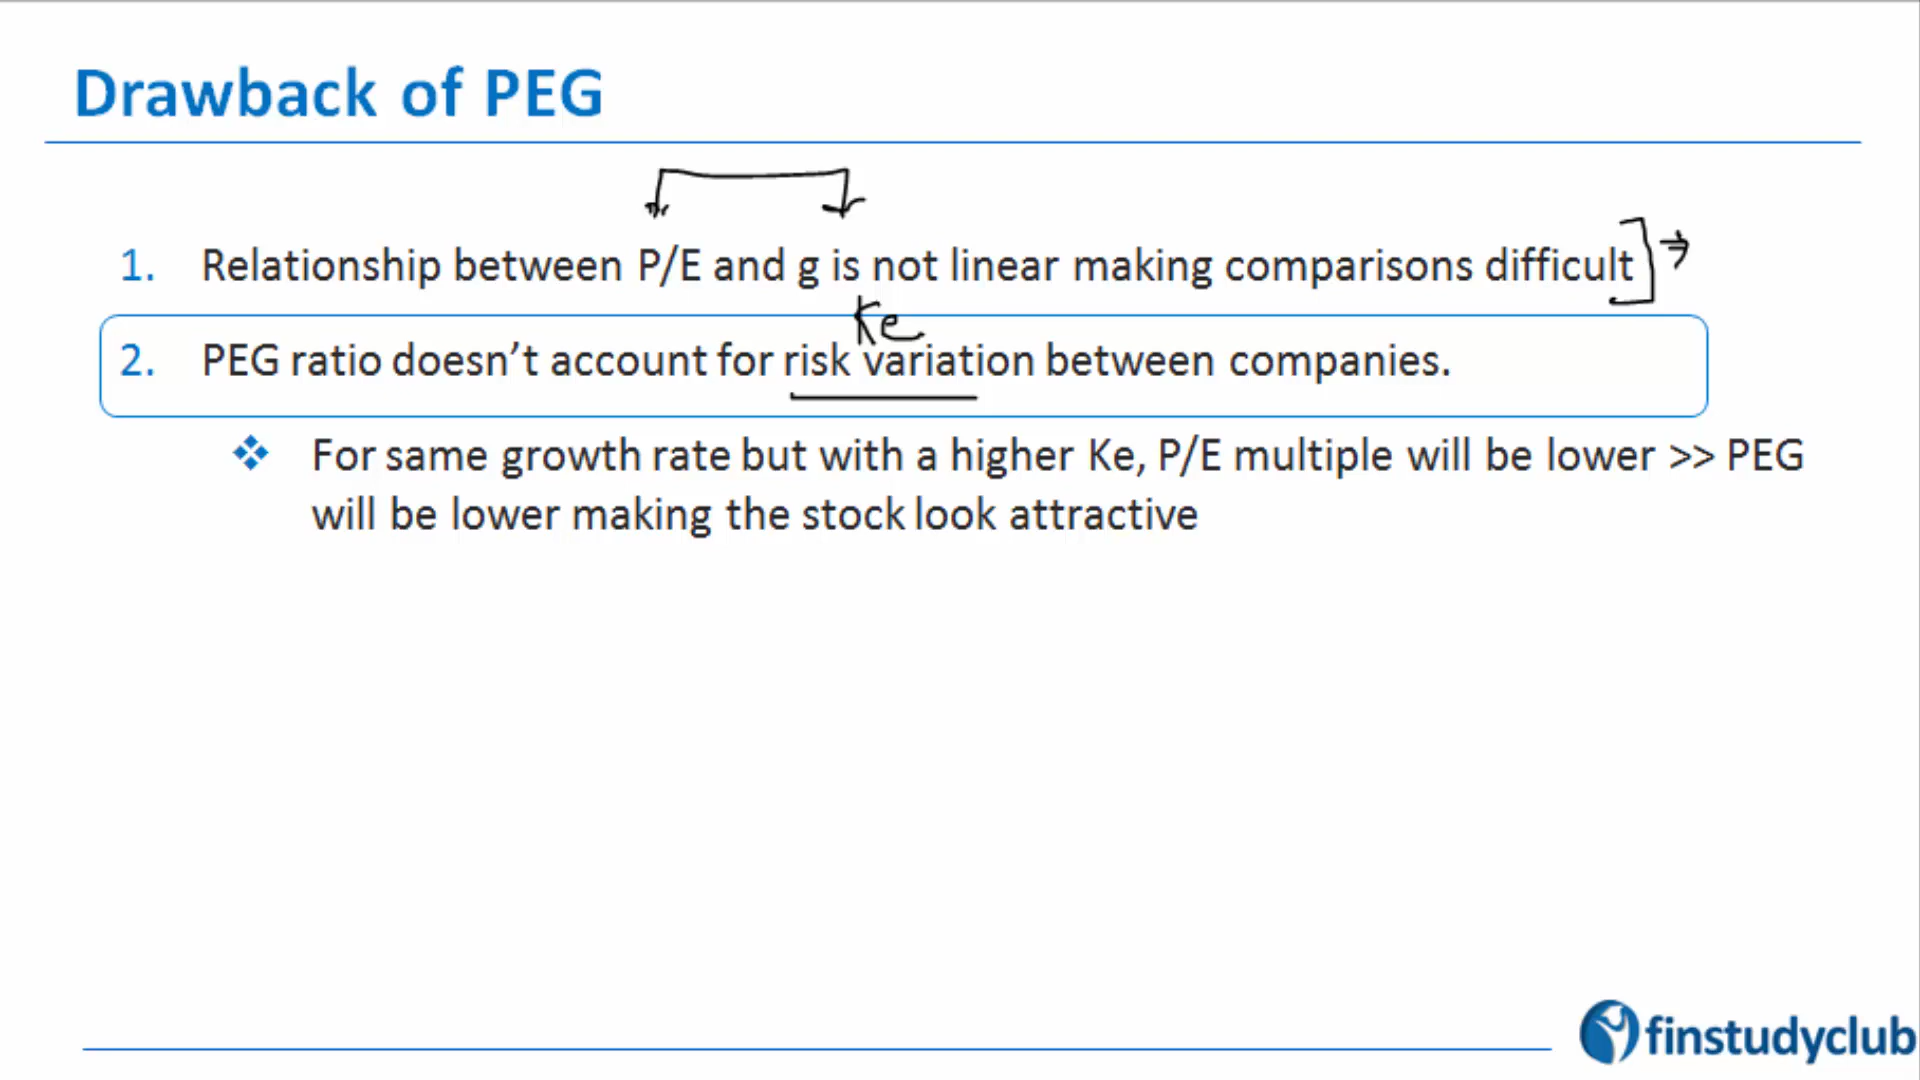 Drawback of PEG
1. Relationship between P/E and g is not linear making comparisons difficult
Ke
2. PEG ratio doesn’t account for risk variation between companies.
❖ For same growth rate but with a higher Ke, P/E multiple will be lower >> PEG
will be lower making the stock look attractive
finstudyclub